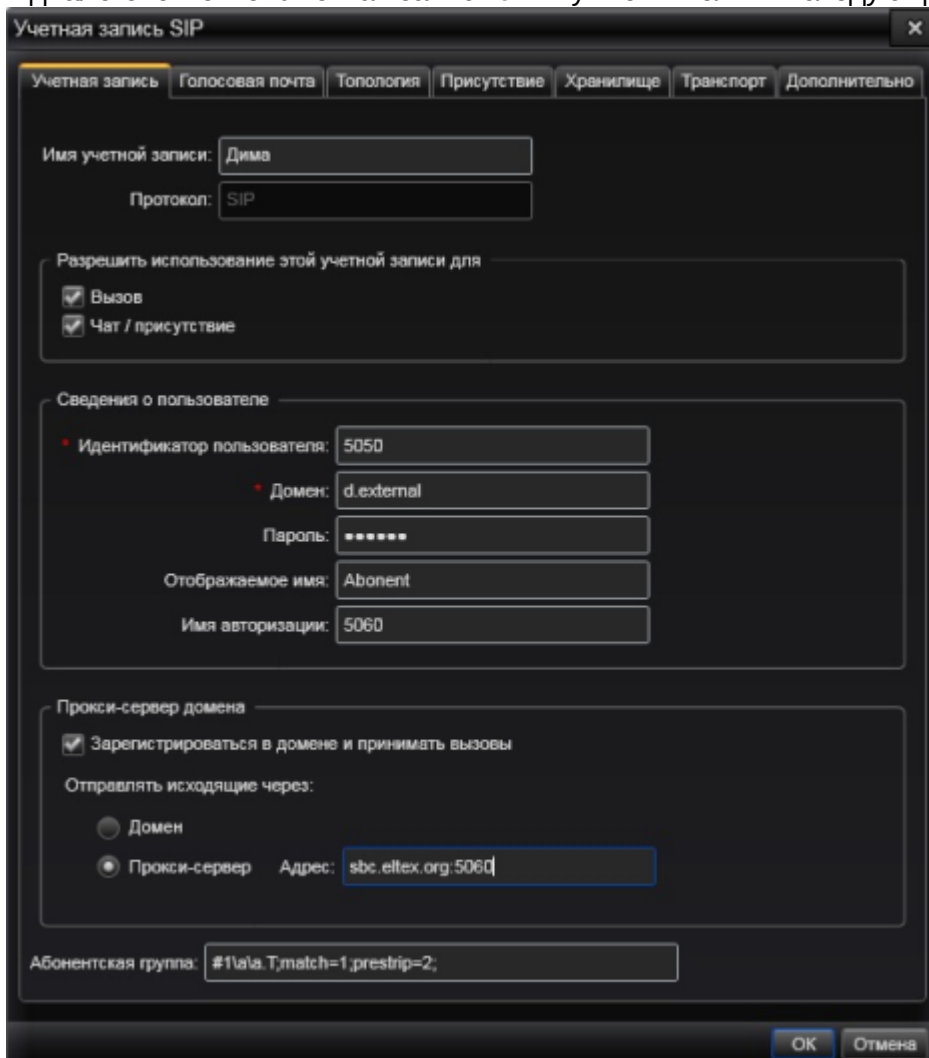 Учетная запись SIP
Учетная запись Голосовая почта Топология Присутствие Хранилище Транспорт Дополнительно
Имя учетной записи: Дима
Протокол: SIP
Разрешить использование этой учетной записи для
Вызов
Чат / присутствие
Сведения о пользователе
* Идентификатор пользователя: 5050
* Домен: d.external
Пароль: ●●●●●●
Отображаемое имя: Abonent
Имя авторизации: 5060
Прокси-сервер домена
Зарегистрироваться в домене и принимать вызовы
Отправлять исходящие через:
Домен
Прокси-сервер Адрес: sbc.eltex.org:5060
Абонентская группа: #1\a\a.T;match=1;prestrip=2;
OK Отмена